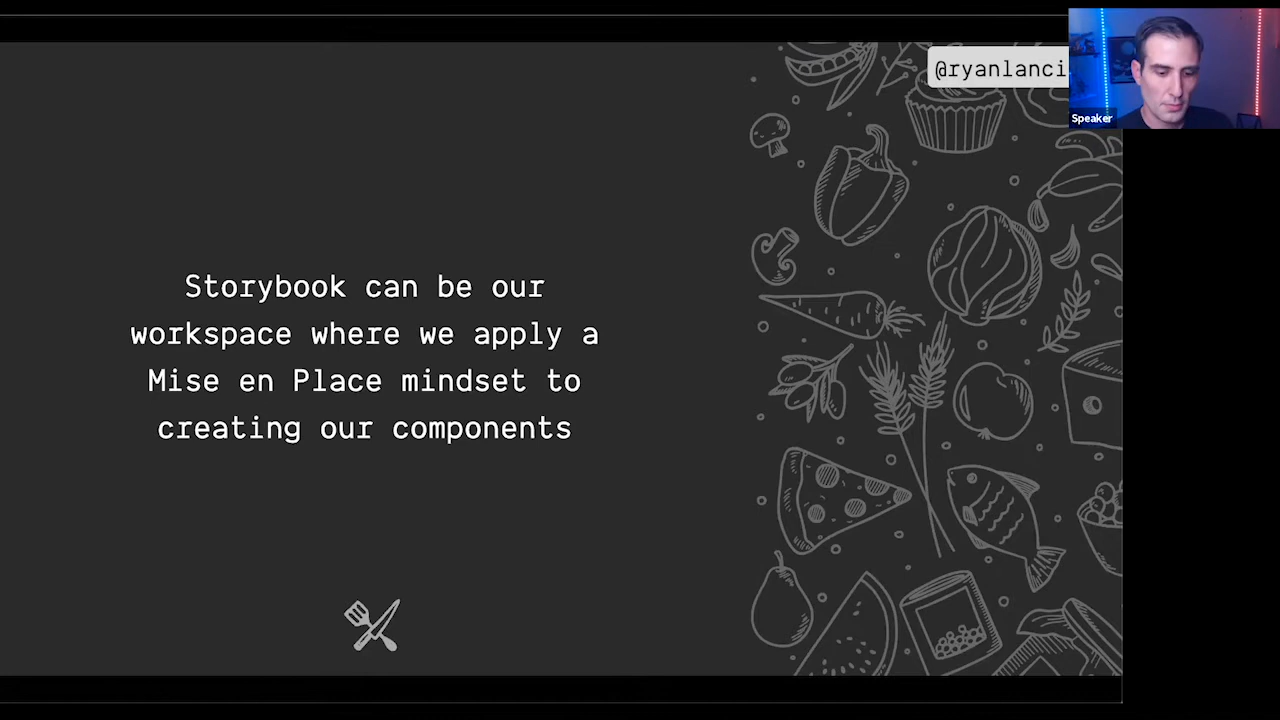 @ryanlanci
Speaker
Storybook can be our
workspace where we apply a
Mise en Place mindset to
creating our components